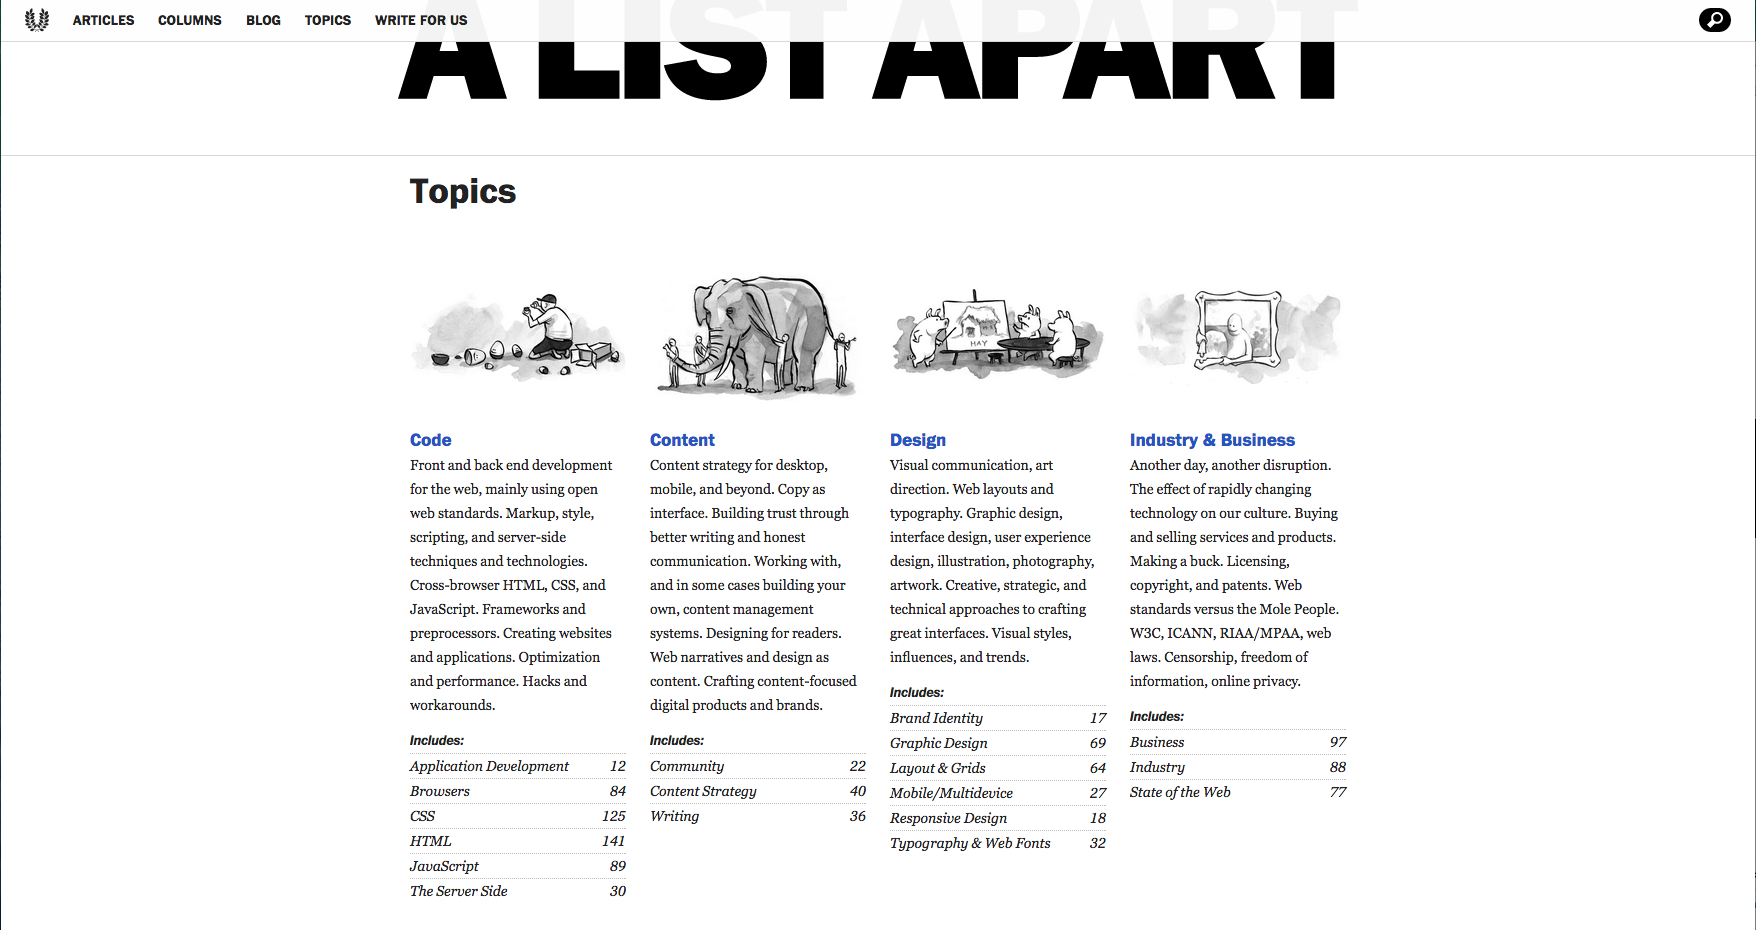 ARTICLES COLUMNS BLOG TOPICS WRITE FOR US
A LIST APART
Topics
HAY
Code
Front and back end development
for the web, mainly using open
web standards. Markup, style,
scripting, and server-side
techniques and technologies.
Cross-browser HTML, CSS, and
JavaScript. Frameworks and
preprocessors. Creating websites
and applications. Optimization
and performance. Hacks and
workarounds.
Includes:
Application Development 12
Browsers 84
CSS 125
HTML 141
JavaScript 89
The Server Side 30
Content
Content strategy for desktop,
mobile, and beyond. Copy as
interface. Building trust through
better writing and honest
communication. Working with,
and in some cases building your
own, content management
systems. Designing for readers.
Web narratives and design as
content. Crafting content-focused
digital products and brands.
Includes:
Community 22
Content Strategy 40
Writing 36
Design
Visual communication, art
direction. Web layouts and
typography. Graphic design,
interface design, user experience
design, illustration, photography,
artwork. Creative, strategic, and
technical approaches to crafting
great interfaces. Visual styles,
influences, and trends.
Includes:
Brand Identity 17
Graphic Design 69
Layout & Grids 64
Mobile/Multidevice 27
Responsive Design 18
Typography & Web Fonts 32
Industry & Business
Another day, another disruption.
The effect of rapidly changing
technology on our culture. Buying
and selling services and products.
Making a buck. Licensing,
copyright, and patents. Web
standards versus the Mole People.
W3C, ICANN, RIAA/MPAA, web
laws. Censorship, freedom of
information, online privacy.
Includes:
Business 97
Industry 88
State of the Web 77